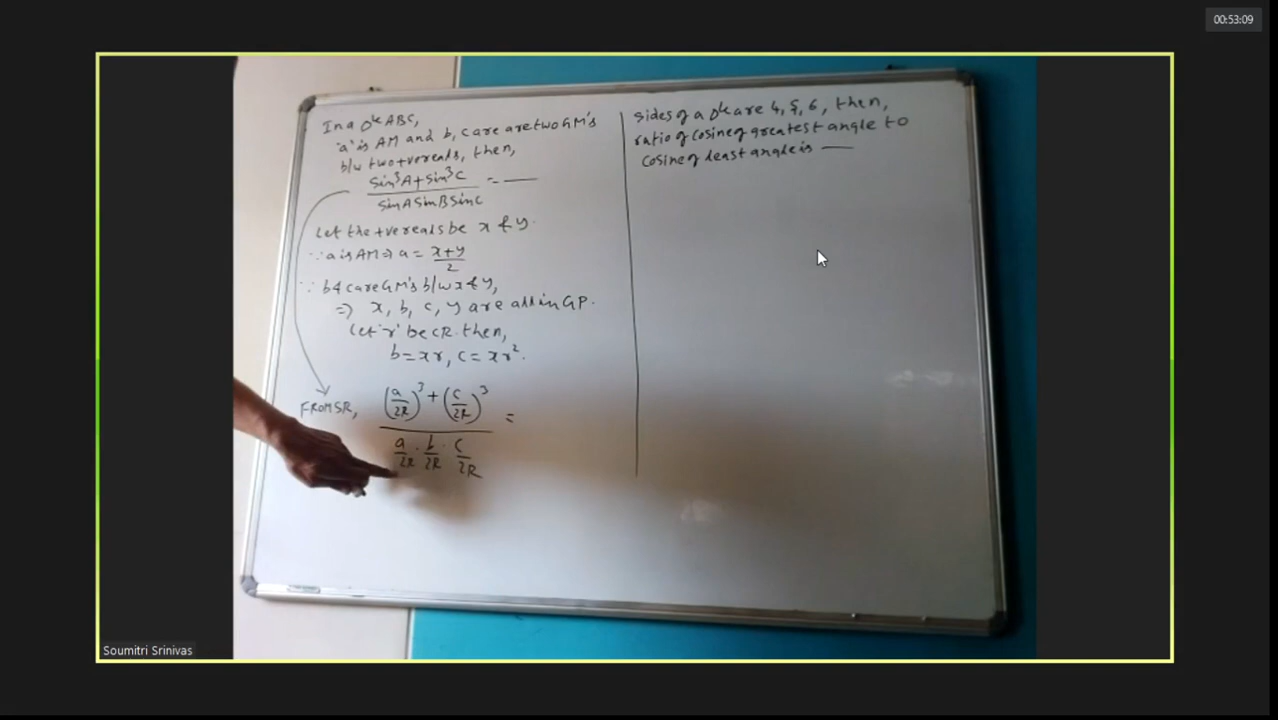 00:53:09
In a Δle ABC,
'a' is AM and b, c are are two GM's
b/w two +ve reals, then,
sin³A + sin³C / sinA sinB sinC = —
Let the +ve reals be x & y.
∵ a is AM ⇒ a = x+y / 2
∵ b & c are GM's b/w x & y,
⇒ x, b, c, y are all in GP.
Let 'r' be CR. then,
b = xr, c = xr².
FROM SR, (a/2R)³ + (c/2R)³ / a/2R · b/2R · c/2R =
sides of a Δle are 4, 5, 6, then,
ratio of cosine of greatest angle to
cosine of least angle is —
Soumitri Srinivas